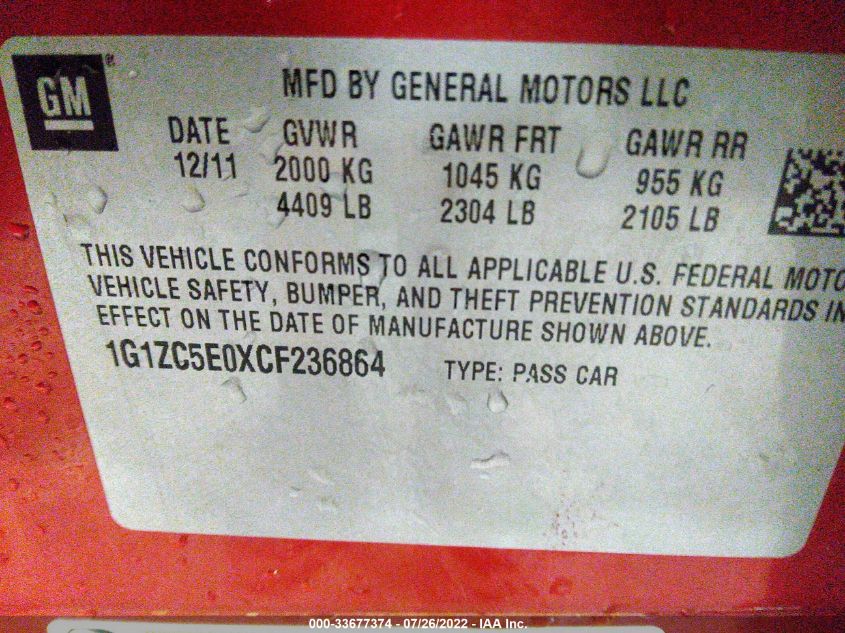 GM®
MFD BY GENERAL MOTORS LLC
DATE GVWR GAWR FRT GAWR RR
12/11 2000 KG 1045 KG 955 KG
4409 LB 2304 LB 2105 LB
THIS VEHICLE CONFORMS TO ALL APPLICABLE U.S. FEDERAL MOTO
VEHICLE SAFETY, BUMPER, AND THEFT PREVENTION STANDARDS IN
EFFECT ON THE DATE OF MANUFACTURE SHOWN ABOVE.
1G1ZC5E0XCF236864 TYPE: PASS CAR
000-33677374 - 07/26/2022 - IAA Inc.